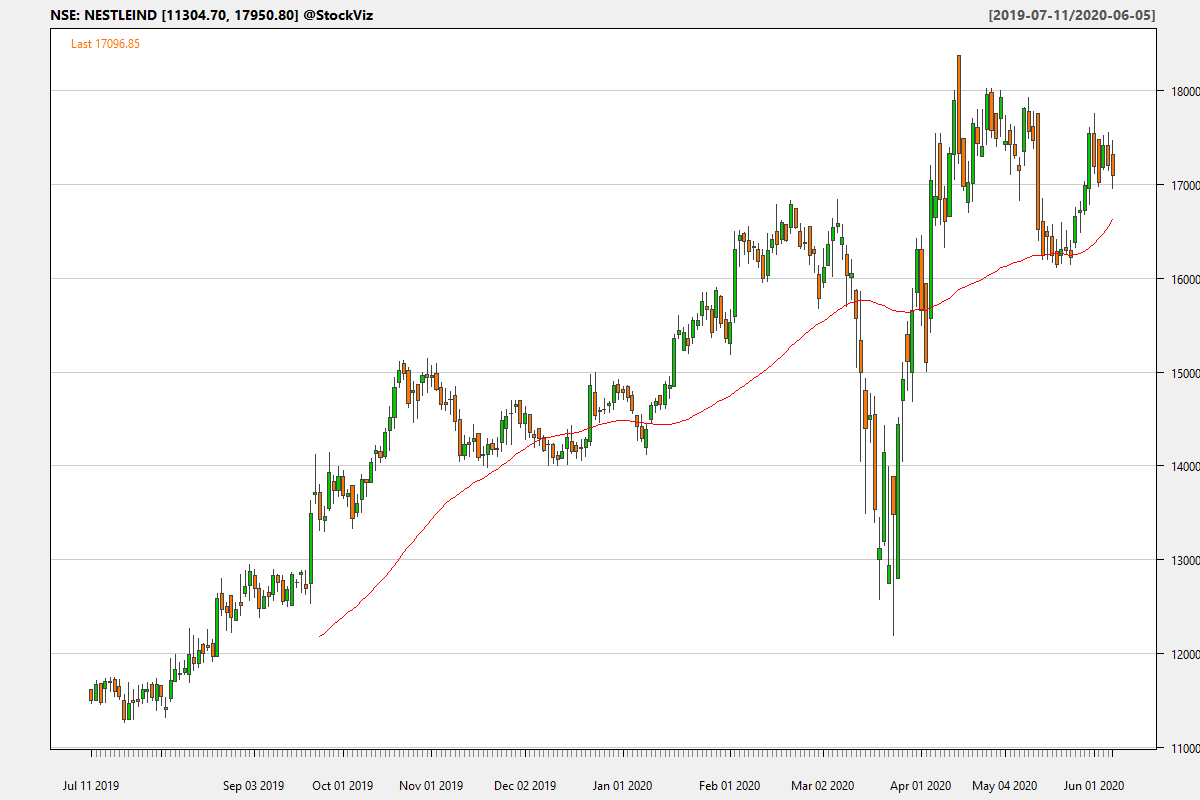 NSE: NESTLEIND [11304.70, 17950.80] @StockViz
[2019-07-11/2020-06-05]
Last 17096.85
18000
17000
16000
15000
14000
13000
12000
11000
Jul 11 2019
Sep 03 2019
Oct 01 2019
Nov 01 2019
Dec 02 2019
Jan 01 2020
Feb 01 2020
Mar 02 2020
Apr 01 2020
May 04 2020
Jun 01 2020